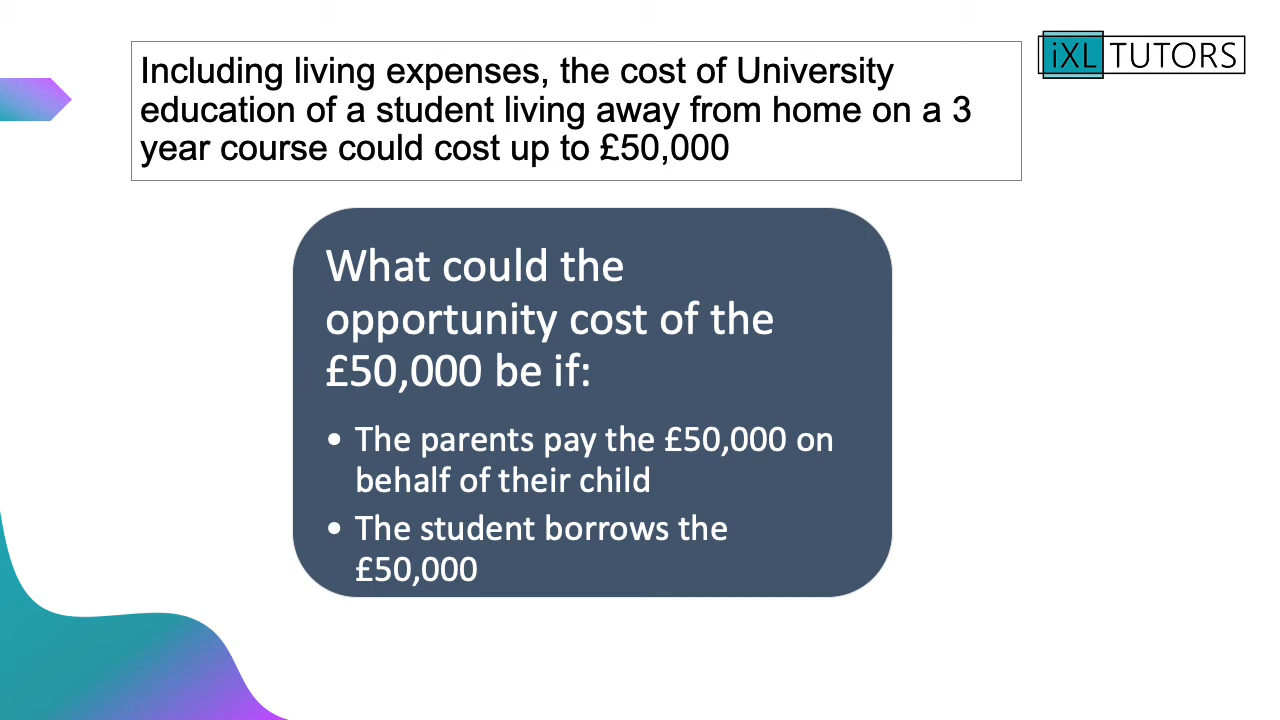 Including living expenses, the cost of University
education of a student living away from home on a 3
year course could cost up to £50,000
iXL TUTORS
What could the
opportunity cost of the
£50,000 be if:
• The parents pay the £50,000 on
behalf of their child
• The student borrows the
£50,000